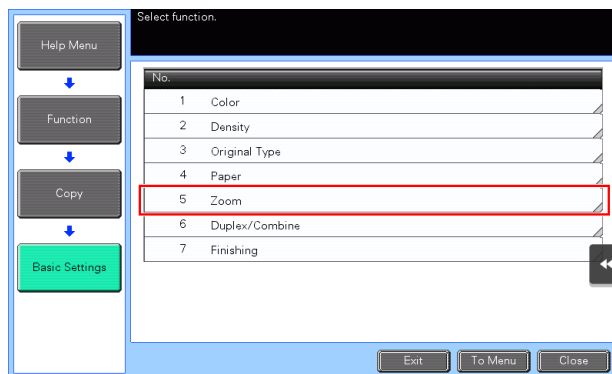 Select function.
Help Menu
Function
Copy
Basic Settings
No.
1 Color
2 Density
3 Original Type
4 Paper
5 Zoom
6 Duplex/Combine
7 Finishing
Exit To Menu Close